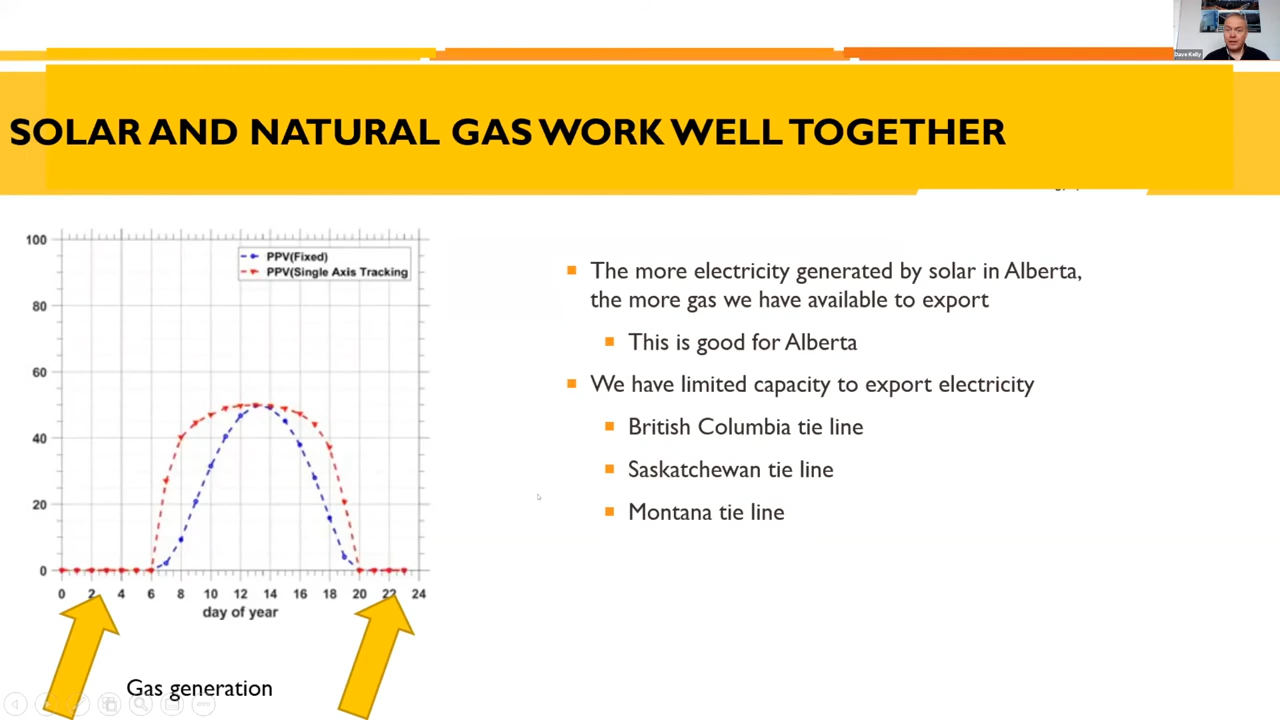 Dave Kelly
SOLAR AND NATURAL GAS WORK WELL TOGETHER
100
80
60
40
20
0
PPV(Fixed)
PPV(Single Axis Tracking
0 2 4 6 8 10 12 14 16 18 20 22 24
day of year
Gas generation
The more electricity generated by solar in Alberta,
the more gas we have available to export
This is good for Alberta
We have limited capacity to export electricity
British Columbia tie line
Saskatchewan tie line
Montana tie line